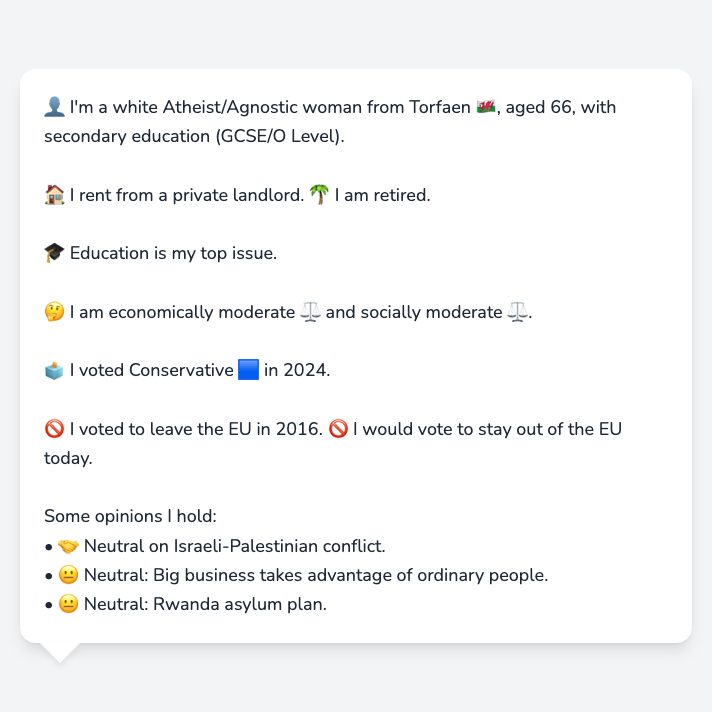 👤 I'm a white Atheist/Agnostic woman from Torfaen 🏴󠁧󠁢󠁷󠁬󠁳󠁿, aged 66, with
secondary education (GCSE/O Level).
🏠 I rent from a private landlord. 🌴 I am retired.
🎓 Education is my top issue.
🤔 I am economically moderate ⚖️ and socially moderate ⚖️.
🗳️ I voted Conservative 🟦 in 2024.
🚫 I voted to leave the EU in 2016. 🚫 I would vote to stay out of the EU
today.
Some opinions I hold:
• 🤝 Neutral on Israeli-Palestinian conflict.
• 😐 Neutral: Big business takes advantage of ordinary people.
• 😐 Neutral: Rwanda asylum plan.